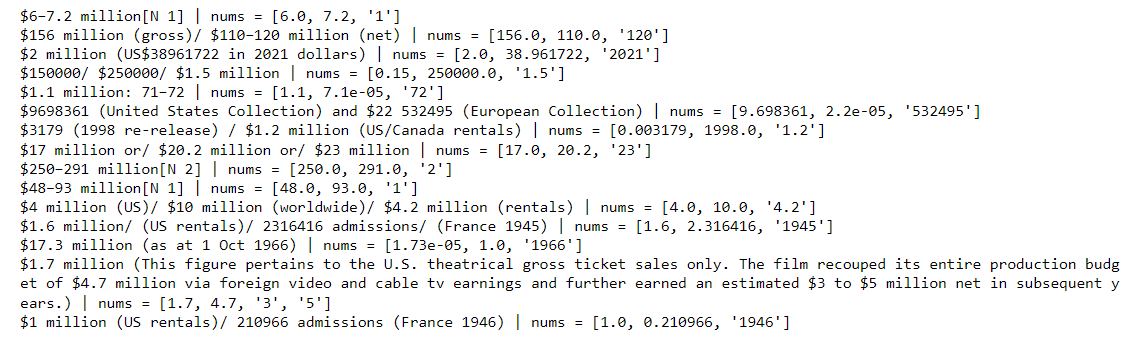 $6–7.2 million[N 1] | nums = [6.0, 7.2, '1']
$156 million (gross)/ $110–120 million (net) | nums = [156.0, 110.0, '120']
$2 million (US$38961722 in 2021 dollars) | nums = [2.0, 38.961722, '2021']
$150000/ $250000/ $1.5 million | nums = [0.15, 250000.0, '1.5']
$1.1 million: 71–72 | nums = [1.1, 7.1e-05, '72']
$9698361 (United States Collection) and $22 532495 (European Collection) | nums = [9.698361, 2.2e-05, '532495']
$3179 (1998 re-release) / $1.2 million (US/Canada rentals) | nums = [0.003179, 1998.0, '1.2']
$17 million or/ $20.2 million or/ $23 million | nums = [17.0, 20.2, '23']
$250–291 million[N 2] | nums = [250.0, 291.0, '2']
$48–93 million[N 1] | nums = [48.0, 93.0, '1']
$4 million (US)/ $10 million (worldwide)/ $4.2 million (rentals) | nums = [4.0, 10.0, '4.2']
$1.6 million/ (US rentals)/ 2316416 admissions/ (France 1945) | nums = [1.6, 2.316416, '1945']
$17.3 million (as at 1 Oct 1966) | nums = [1.73e-05, 1.0, '1966']
$1.7 million (This figure pertains to the U.S. theatrical gross ticket sales only. The film recouped its entire production budg
et of $4.7 million via foreign video and cable tv earnings and further earned an estimated $3 to $5 million net in subsequent y
ears.) | nums = [1.7, 4.7, '3', '5']
$1 million (US rentals)/ 210966 admissions (France 1946) | nums = [1.0, 0.210966, '1946']